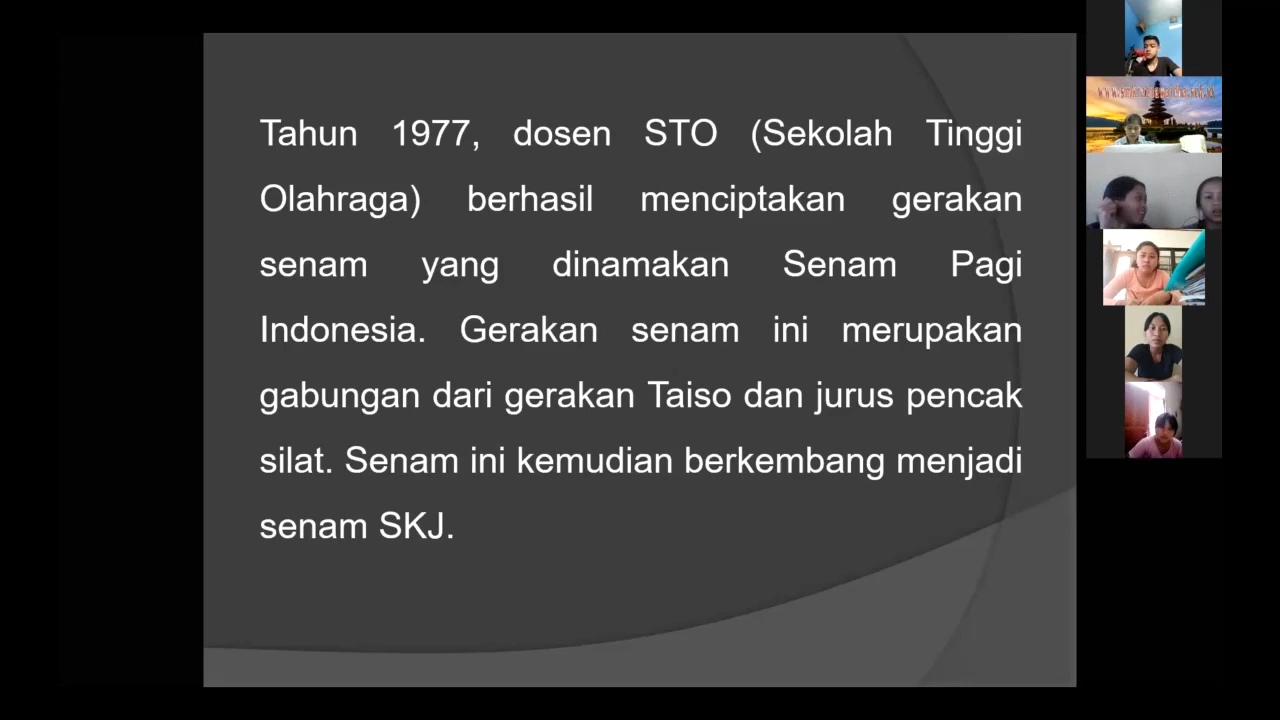 Tahun 1977, dosen STO (Sekolah Tinggi
Olahraga) berhasil menciptakan gerakan
senam yang dinamakan Senam Pagi
Indonesia. Gerakan senam ini merupakan
gabungan dari gerakan Taiso dan jurus pencak
silat. Senam ini kemudian berkembang menjadi
senam SKJ.